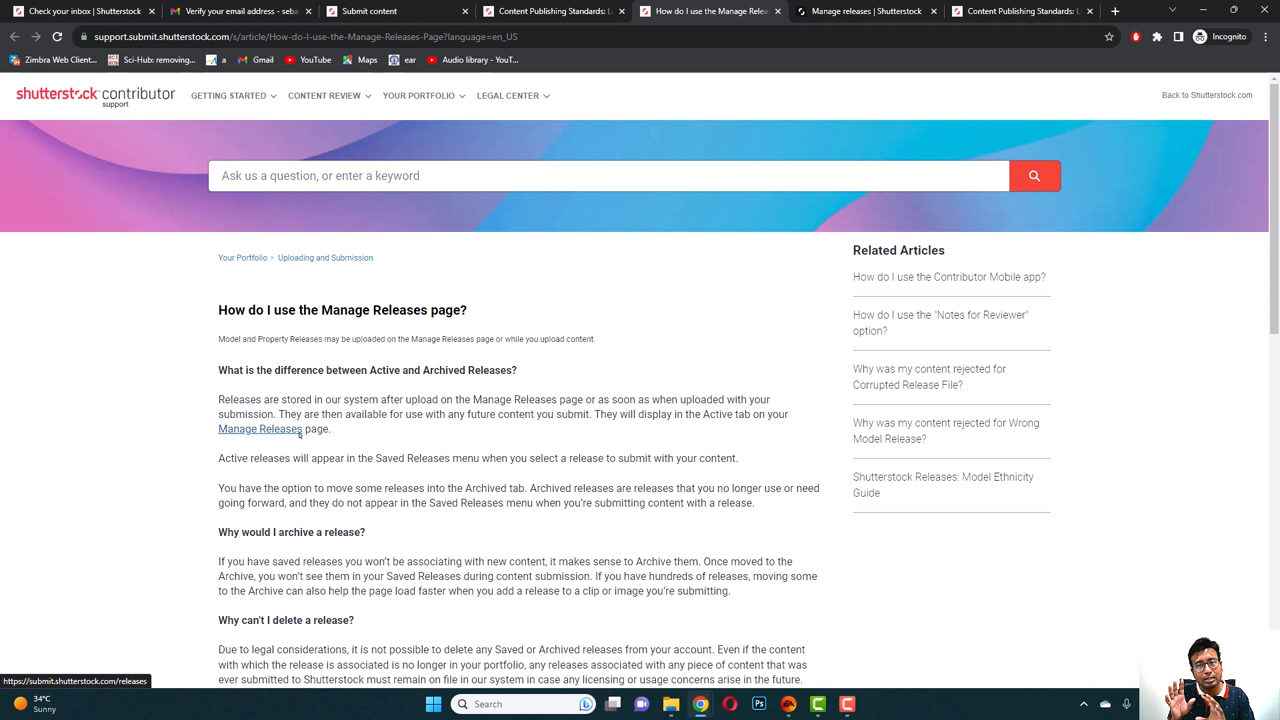 Check your inbox | Shutterstock
Verify your email address - seba
Submit content
Content Publishing Standards: L
How do I use the Manage Relea
Manage releases | Shutterstock
Content Publishing Standards: L
support.submit.shutterstock.com/s/article/How-do-I-use-the-Manage-Releases-Page?language=en_US
Incognito
Zimbra Web Client...
Sci-Hub: removing...
a
Gmail
YouTube
Maps
ear
Audio library - YouT...
shutterstock contributor
support
GETTING STARTED
CONTENT REVIEW
YOUR PORTFOLIO
LEGAL CENTER
Back to Shutterstock.com
Ask us a question, or enter a keyword
Your Portfolio > Uploading and Submission
How do I use the Manage Releases page?
Model and Property Releases may be uploaded on the Manage Releases page or while you upload content.
What is the difference between Active and Archived Releases?
Releases are stored in our system after upload on the Manage Releases page or as soon as when uploaded with your
submission. They are then available for use with any future content you submit. They will display in the Active tab on your
Manage Releases page.
Active releases will appear in the Saved Releases menu when you select a release to submit with your content.
You have the option to move some releases into the Archived tab. Archived releases are releases that you no longer use or need
going forward, and they do not appear in the Saved Releases menu when you're submitting content with a release.
Why would I archive a release?
If you have saved releases you won't be associating with new content, it makes sense to Archive them. Once moved to the
Archive, you won't see them in your Saved Releases during content submission. If you have hundreds of releases, moving some
to the Archive can also help the page load faster when you add a release to a clip or image you're submitting.
Why can't I delete a release?
Due to legal considerations, it is not possible to delete any Saved or Archived releases from your account. Even if the content
with which the release is associated is no longer in your portfolio, any releases associated with any piece of content that was
ever submitted to Shutterstock must remain on file in our system in case any licensing or usage concerns arise in the future.
Related Articles
How do I use the Contributor Mobile app?
How do I use the "Notes for Reviewer"
option?
Why was my content rejected for
Corrupted Release File?
Why was my content rejected for Wrong
Model Release?
Shutterstock Releases: Model Ethnicity
Guide
https://submit.shutterstock.com/releases
34°C
Sunny
Search
Ps